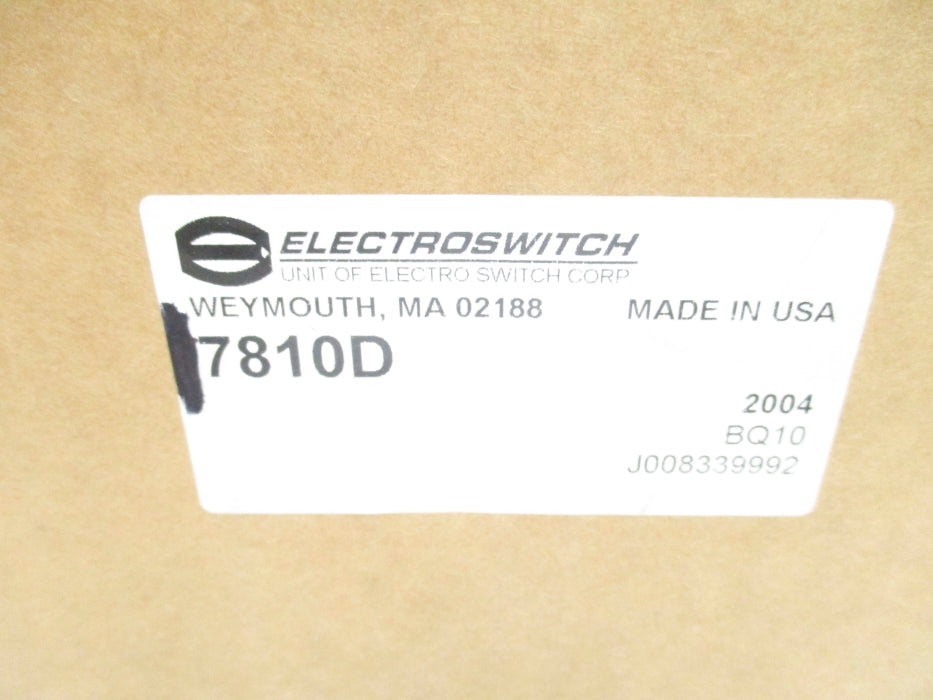 ELECTROSWITCH
UNIT OF ELECTRO SWITCH CORP
WEYMOUTH, MA 02188 MADE IN USA
7810D
2004
BQ10
J008339992